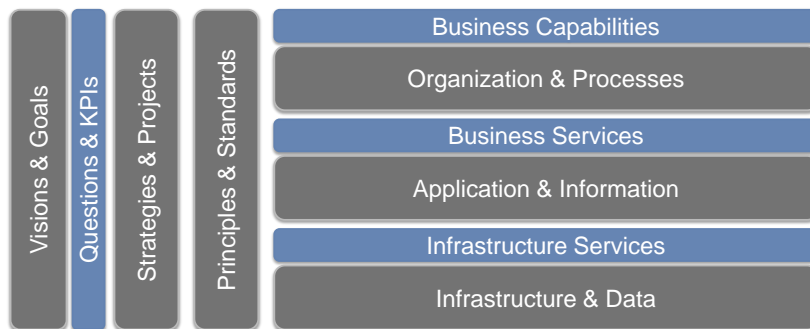 Visions & Goals
Questions & KPIs
Strategies & Projects
Principles & Standards
Business Capabilities
Organization & Processes
Business Services
Application & Information
Infrastructure Services
Infrastructure & Data